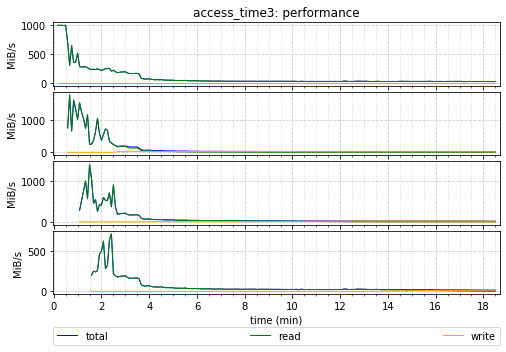 access_time3: performance
1000
500
0
MiB/s
1000
0
MiB/s
1000
0
MiB/s
500
0
MiB/s
0 2 4 6 8 10 12 14 16 18
time (min)
total read write